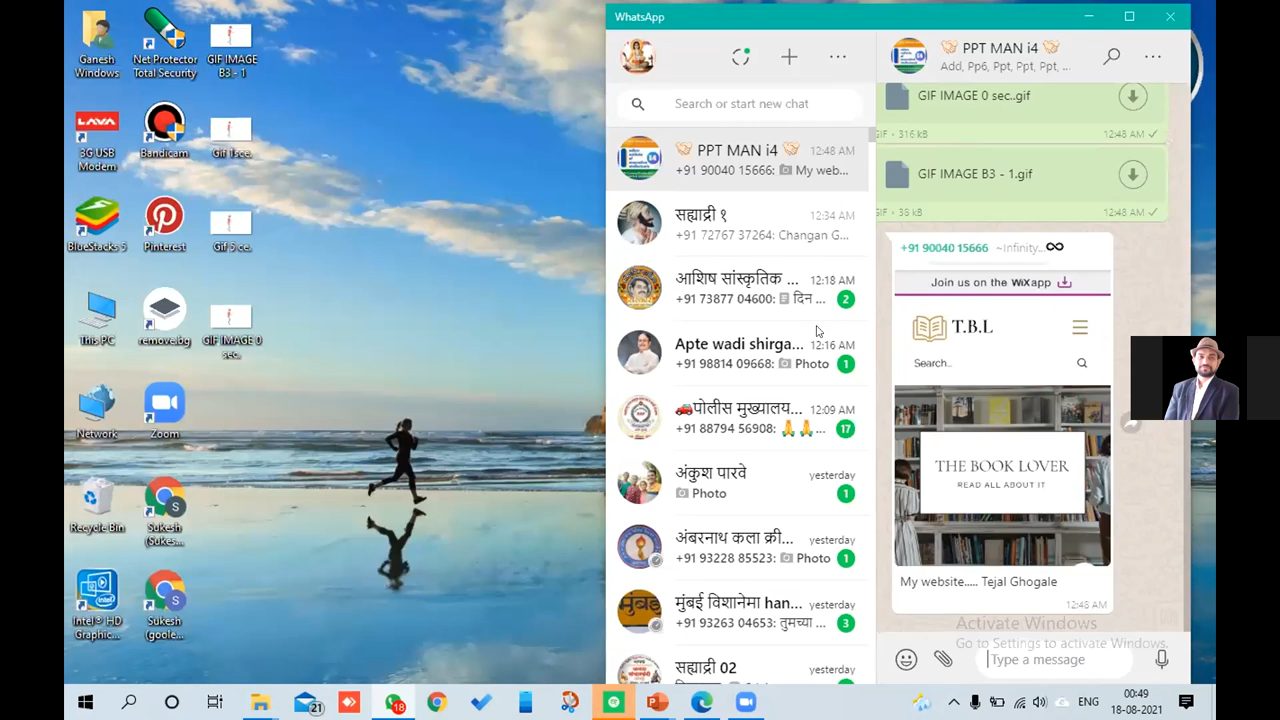 Ganesh Windows
Net Protector Total Security
GIF IMAGE B3 - 1
LAVA
3G USB Modem
Bandicam
Gif 1sce.
BlueStacks 5
Pinterest
Gif 5 ce.
This PC
remove.bg
GIF IMAGE 0 sec.
Network
Zoom
Recycle Bin
Sukesh (Sukes...
Intel® HD Graphic...
Sukesh (goole...
WhatsApp
Search or start new chat
PPT MAN i4 12:48 AM
+91 90040 15666: My web...
सह्याद्री १ 12:34 AM
+91 72767 37264: Changan G...
आशिष सांस्कृतिक ... 12:18 AM
+91 73877 04600: दिन ... 2
Apte wadi shirga... 12:16 AM
+91 98814 09668: Photo 1
🚗पोलीस मुख्यालय... 12:09 AM
+91 88794 56908: 🙏 🙏... 17
अंकुश पारवे yesterday
Photo 1
अंबरनाथ कला क्री... yesterday
+91 93228 85523: Photo 1
मुंबई विशानेमा han... yesterday
+91 93263 04653: तुमच्या ... 3
सह्याद्री 02 yesterday
PPT MAN i4
Add, Pp6, Ppt, Ppt, Ppt, ...
GIF IMAGE 0 sec..gif
GIF • 316 kB 12:48 AM
GIF IMAGE B3 - 1.gif
GIF • 36 kB 12:48 AM
+91 90040 15666 ~Infinity...
Join us on the WiX app
T.B.L
Search...
THE BOOK LOVER
READ ALL ABOUT IT
My website..... Tejal Ghogale
12:48 AM
Activate Windows
Go to Settings to activate Windows.
Type a message
21
18
ENG
00:49
18-08-2021